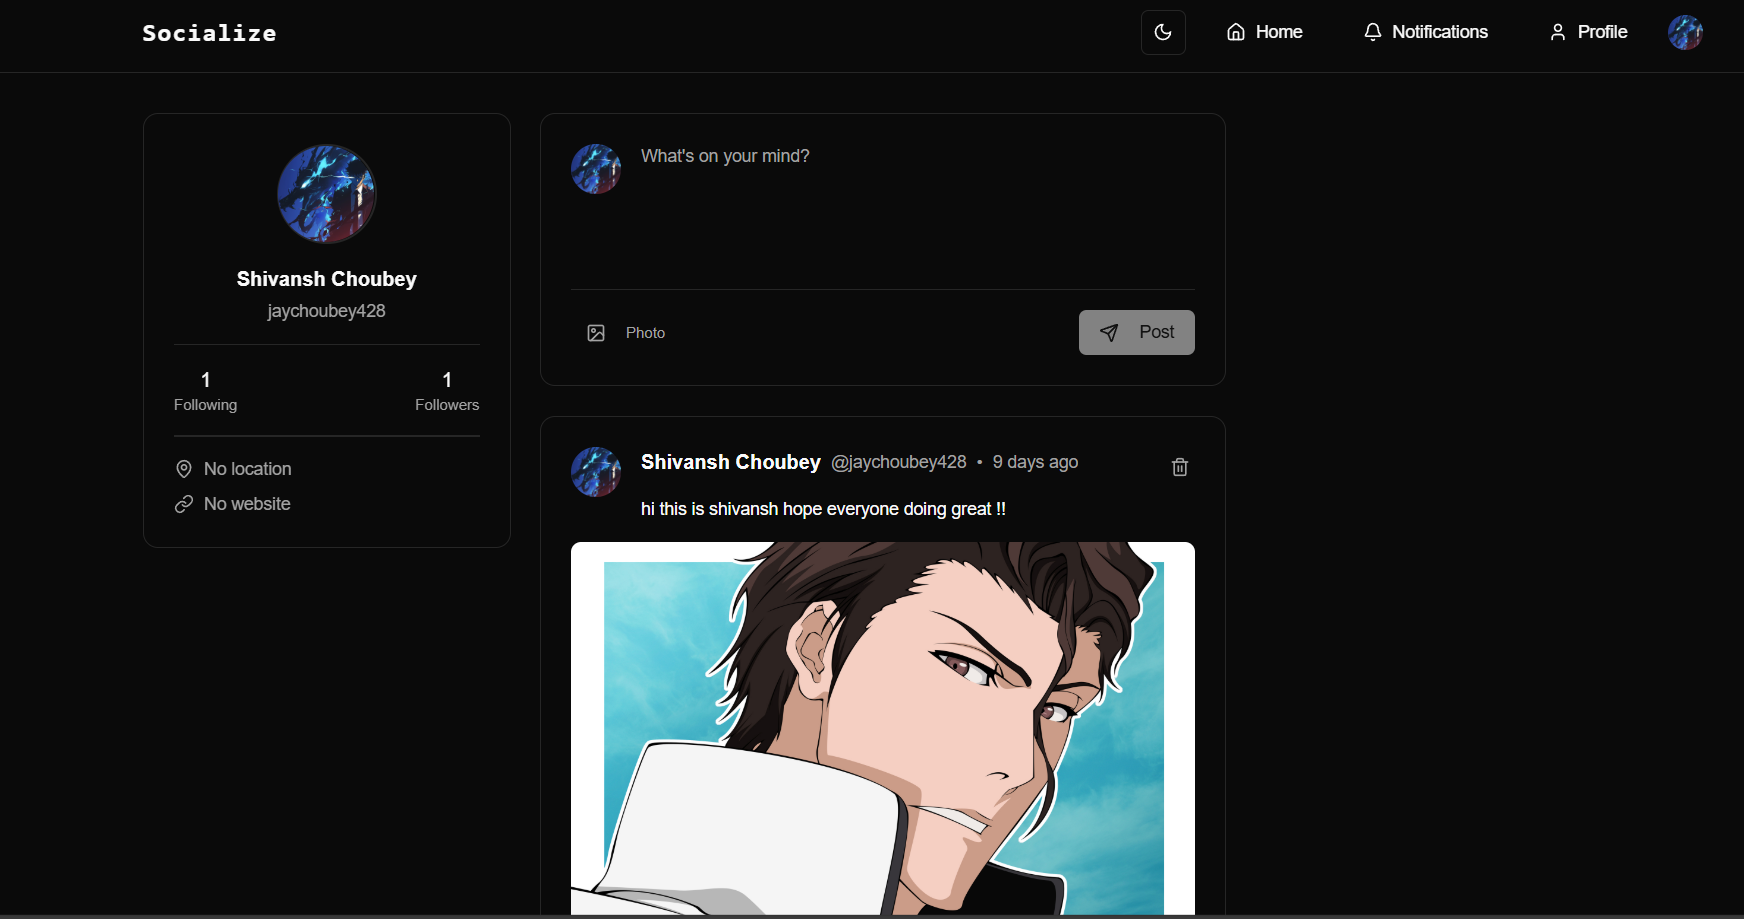 Socialize
Home
Notifications
Profile
Shivansh Choubey
jaychoubey428
1
Following
1
Followers
No location
No website
What's on your mind?
Photo
Post
Shivansh Choubey @jaychoubey428 • 9 days ago
hi this is shivansh hope everyone doing great !!